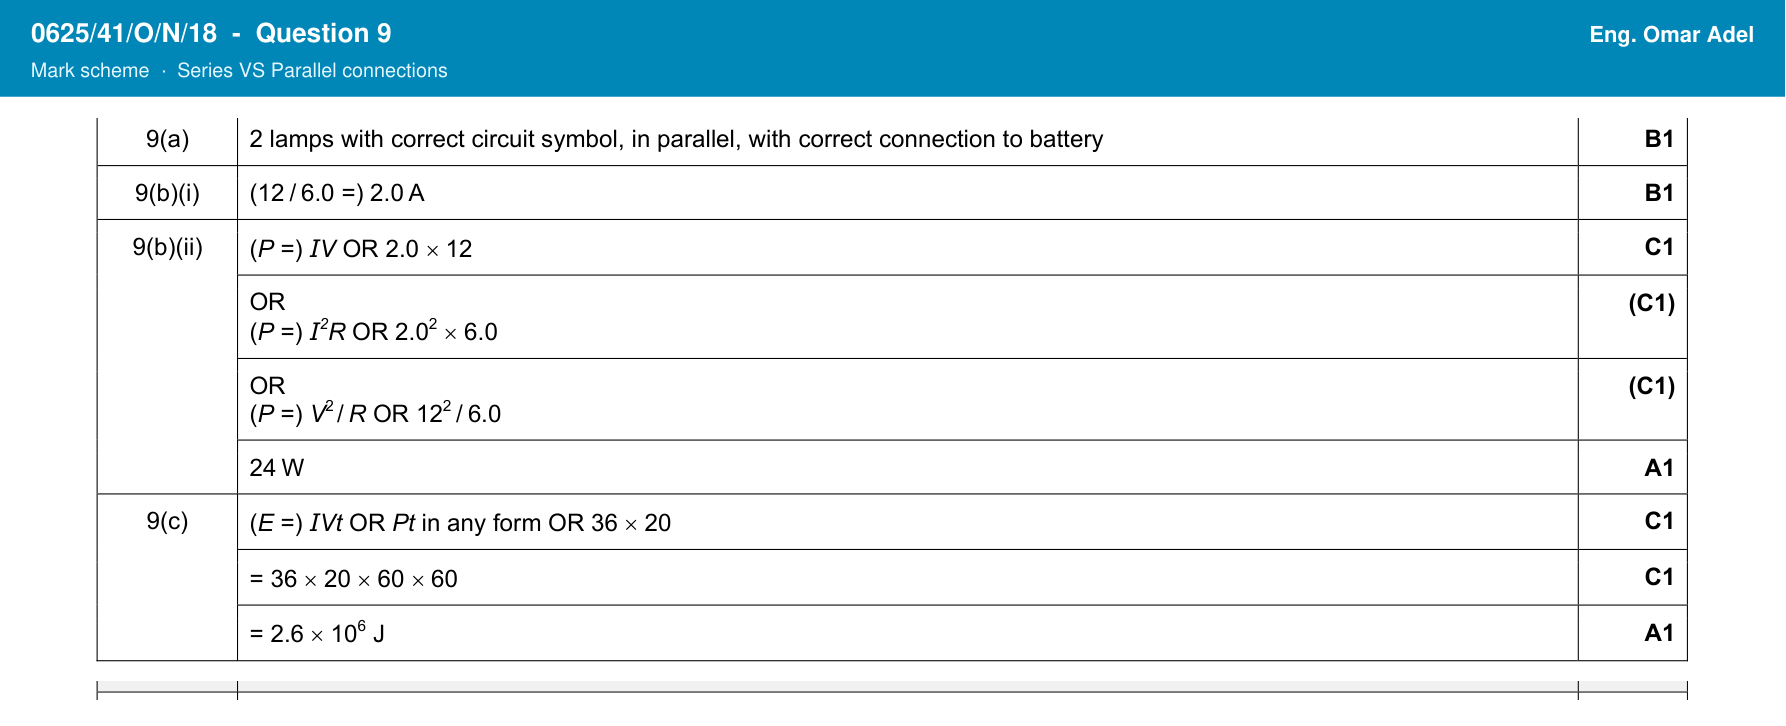 0625/41/O/N/18 - Question 9
Eng. Omar Adel
Mark scheme · Series VS Parallel connections
9(a) 2 lamps with correct circuit symbol, in parallel, with correct connection to battery B1
9(b)(i) (12 / 6.0 =) 2.0 A B1
9(b)(ii) (P =) IV OR 2.0 × 12 C1
OR (C1)
(P =) I²R OR 2.0² × 6.0
OR (C1)
(P =) V² / R OR 12² / 6.0
24 W A1
9(c) (E =) IVt OR Pt in any form OR 36 × 20 C1
= 36 × 20 × 60 × 60 C1
= 2.6 × 10⁶ J A1